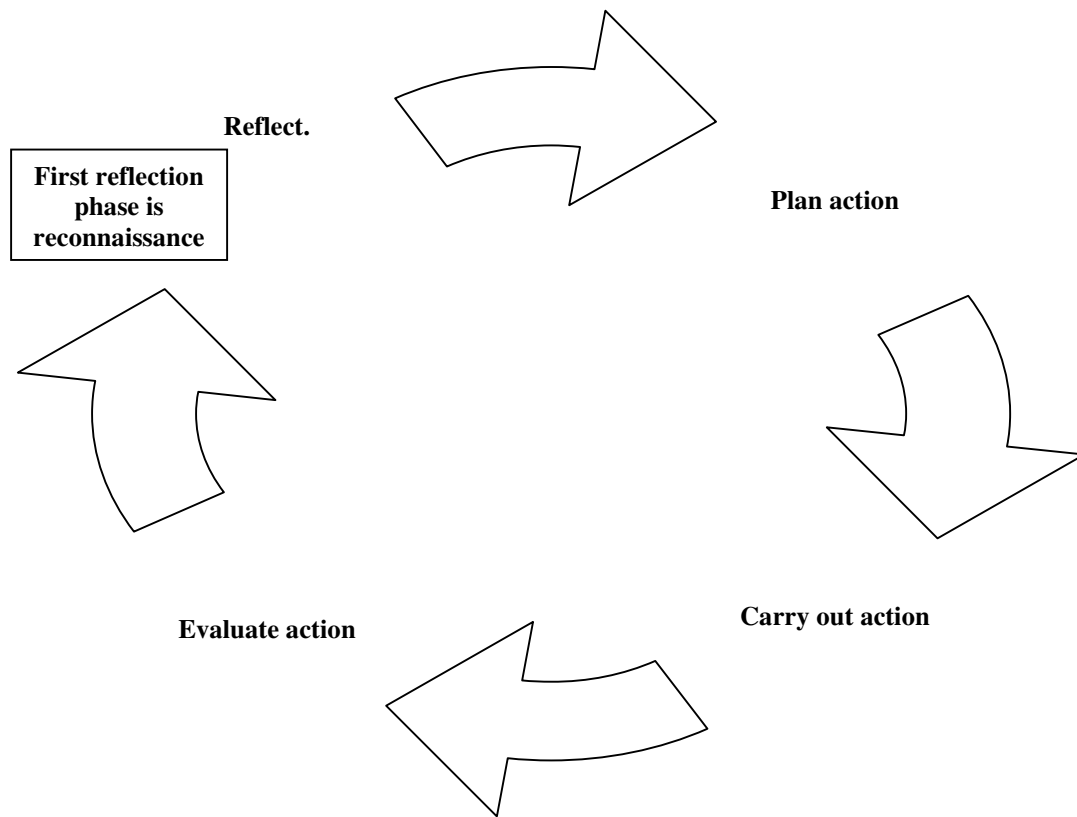 Reflect.
First reflection
phase is
reconnaissance
Plan action
Carry out action
Evaluate action